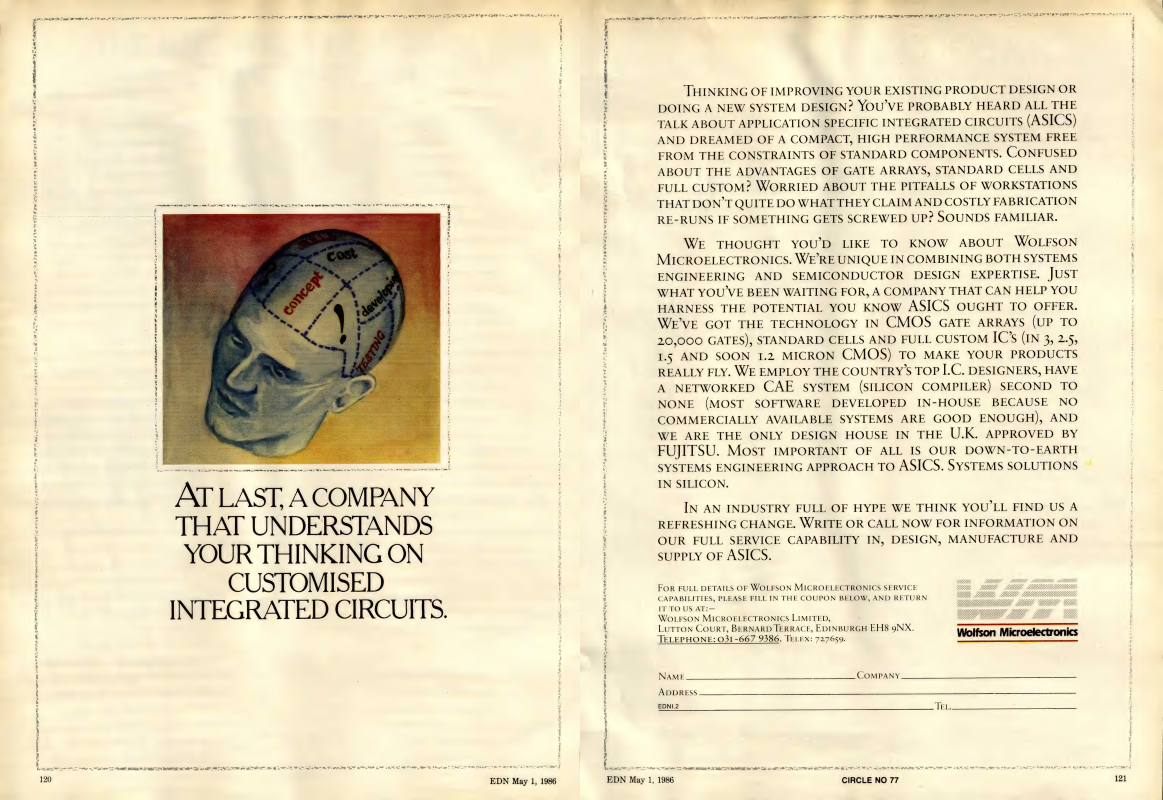 cost
concept
!
TESTING
AT LAST, A COMPANY
THAT UNDERSTANDS
YOUR THINKING ON
CUSTOMISED
INTEGRATED CIRCUITS.
120
EDN May 1, 1986
THINKING OF IMPROVING YOUR EXISTING PRODUCT DESIGN OR
DOING A NEW SYSTEM DESIGN? YOU'VE PROBABLY HEARD ALL THE
TALK ABOUT APPLICATION SPECIFIC INTEGRATED CIRCUITS (ASICS)
AND DREAMED OF A COMPACT, HIGH PERFORMANCE SYSTEM FREE
FROM THE CONSTRAINTS OF STANDARD COMPONENTS. CONFUSED
ABOUT THE ADVANTAGES OF GATE ARRAYS, STANDARD CELLS AND
FULL CUSTOM? WORRIED ABOUT THE PITFALLS OF WORKSTATIONS
THAT DON'T QUITE DO WHAT THEY CLAIM AND COSTLY FABRICATION
RE-RUNS IF SOMETHING GETS SCREWED UP? SOUNDS FAMILIAR.
WE THOUGHT YOU'D LIKE TO KNOW ABOUT WOLFSON
MICROELECTRONICS. WE'RE UNIQUE IN COMBINING BOTH SYSTEMS
ENGINEERING AND SEMICONDUCTOR DESIGN EXPERTISE. JUST
WHAT YOU'VE BEEN WAITING FOR, A COMPANY THAT CAN HELP YOU
HARNESS THE POTENTIAL YOU KNOW ASICS OUGHT TO OFFER.
WE'VE GOT THE TECHNOLOGY IN CMOS GATE ARRAYS (UP TO
20,000 GATES), STANDARD CELLS AND FULL CUSTOM IC'S (IN 3, 2.5,
1.5 AND SOON 1.2 MICRON CMOS) TO MAKE YOUR PRODUCTS
REALLY FLY. WE EMPLOY THE COUNTRY'S TOP I.C. DESIGNERS, HAVE
A NETWORKED CAE SYSTEM (SILICON COMPILER) SECOND TO
NONE (MOST SOFTWARE DEVELOPED IN-HOUSE BECAUSE NO
COMMERCIALLY AVAILABLE SYSTEMS ARE GOOD ENOUGH), AND
WE ARE THE ONLY DESIGN HOUSE IN THE U.K. APPROVED BY
FUJITSU. MOST IMPORTANT OF ALL IS OUR DOWN-TO-EARTH
SYSTEMS ENGINEERING APPROACH TO ASICS. SYSTEMS SOLUTIONS
IN SILICON.
IN AN INDUSTRY FULL OF HYPE WE THINK YOU'LL FIND US A
REFRESHING CHANGE. WRITE OR CALL NOW FOR INFORMATION ON
OUR FULL SERVICE CAPABILITY IN, DESIGN, MANUFACTURE AND
SUPPLY OF ASICS.
FOR FULL DETAILS OF WOLFSON MICROELECTRONICS SERVICE
CAPABILITIES, PLEASE FILL IN THE COUPON BELOW, AND RETURN
IT TO US AT:—
WOLFSON MICROELECTRONICS LIMITED,
LUTTON COURT, BERNARD TERRACE, EDINBURGH EH8 9NX.
TELEPHONE: 031-667 9386. TELEX: 727659.
WM
Wolfson Microelectronics
NAME COMPANY
ADDRESS
EDN1.2 TEL.
EDN May 1, 1986
CIRCLE NO 77
121